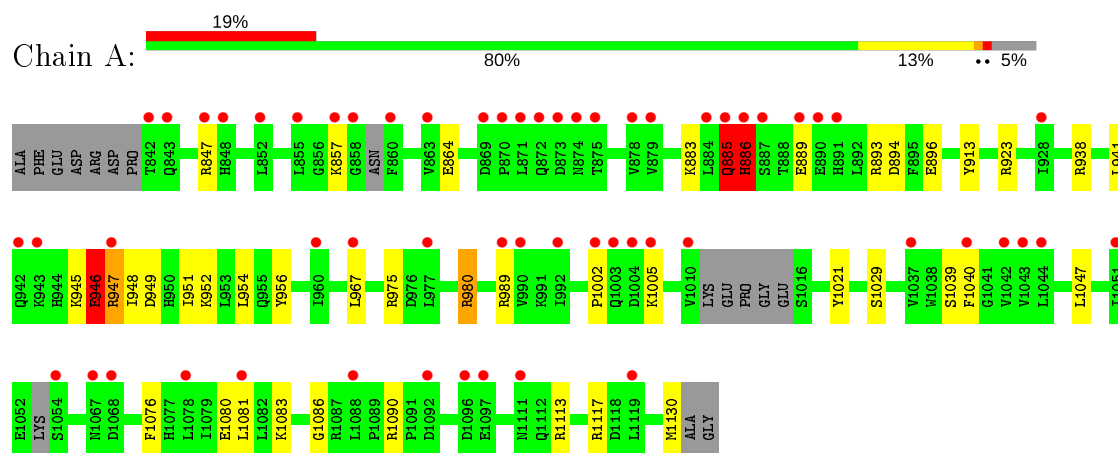 19%
Chain A:
80% 13% •• 5%
ALA PHE GLU ASP ARG ASP PRO T842 Q843 R847 H848 L852 L855 G856 K857 G858 ASN F860 V863 E864 D869 P870 L871 Q872 D873 N874 T875 V878 V879 K883 L884 Q885 H886 S887 T888 E889 E890 H891 L892 R893 D894 F895 E896 Y913 R923 I928 R938
Q942 K943 H944 K945 E946 R947 I948 D949 H950 I951 K952 I953 L954 Q955 Y956 I960 L967 R975 D976 L977 R980 R989 V990 K991 I992 P1002 Q1003 D1004 K1005 V1010 LYS GLU PRO GLY GLU S1016 Y1021 S1029 V1037 W1038 S1039 F1040 G1041 V1042 V1043 L1044 L1047
E1052 LYS S1054 N1067 D1068 F1076 H1077 L1078 I1079 E1080 L1081 L1082 K1083 G1086 R1087 L1088 P1089 R1090 P1091 D1092 D1096 E1097 N1111 Q1112 R1113 R1117 D1118 L1119 M1130 ALA GLY